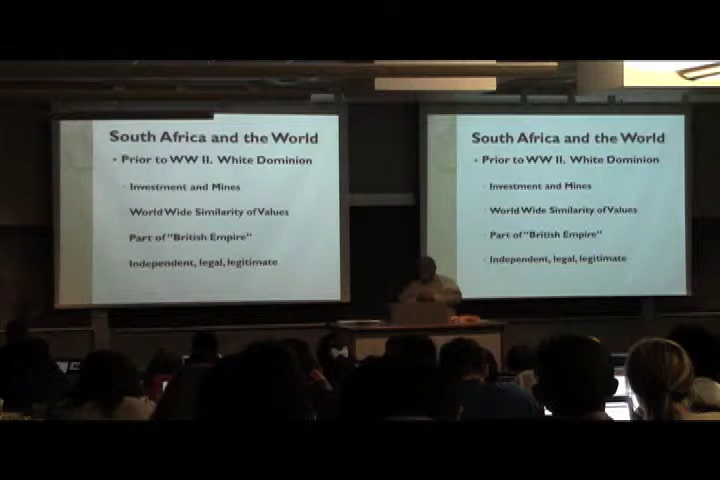 South Africa and the World
• Prior to WW II. White Dominion
Investment and Mines
World Wide Similarity of Values
Part of "British Empire"
Independent, legal, legitimate
South Africa and the World
• Prior to WW II. White Dominion
Investment and Mines
World Wide Similarity of Values
Part of "British Empire"
Independent, legal, legitimate